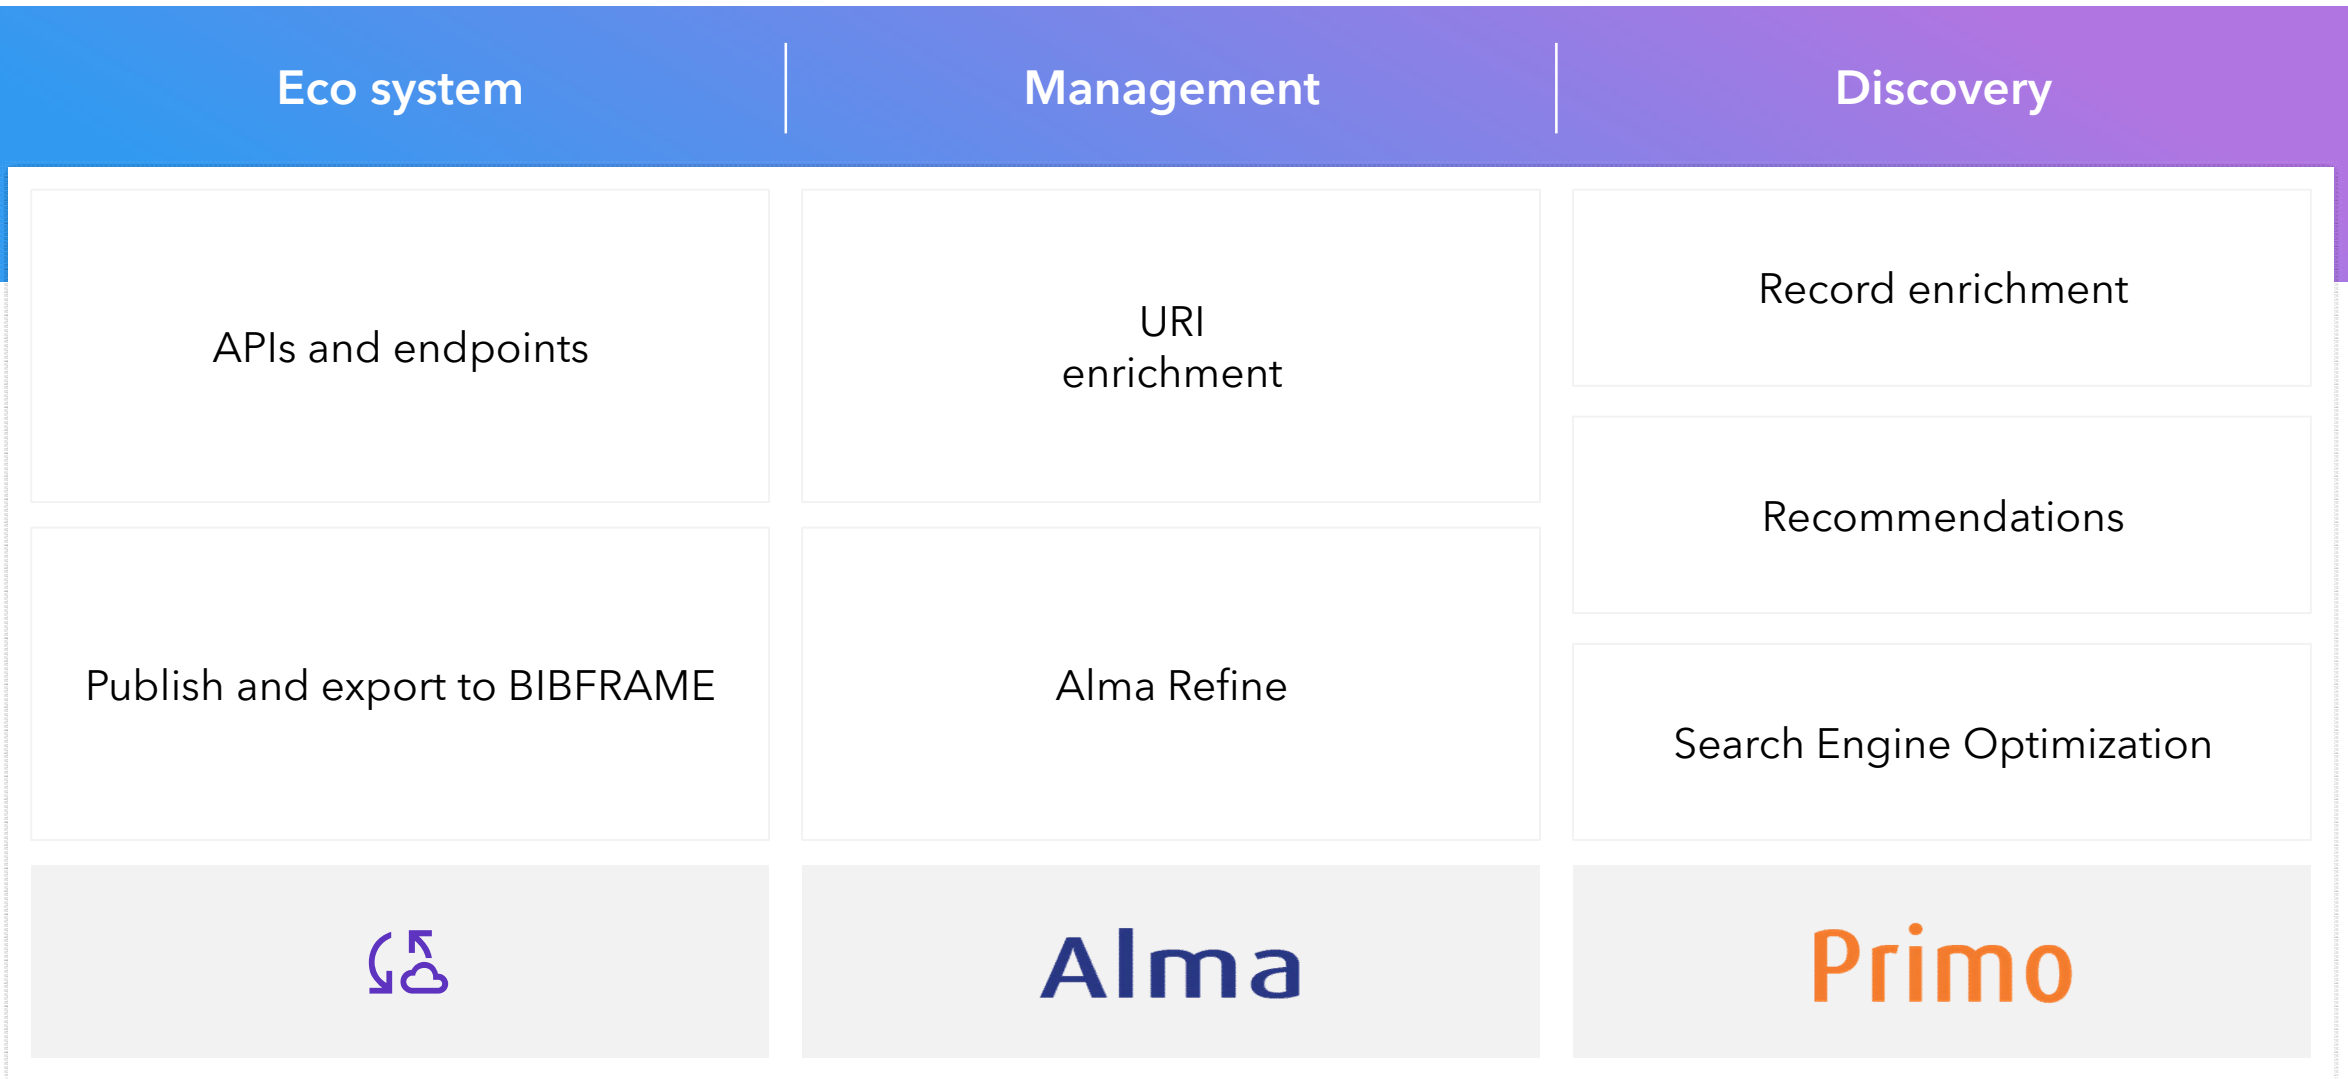 Eco system
Management
Discovery
APIs and endpoints
Publish and export to BIBFRAME
URI
enrichment
Alma Refine
Alma
Record enrichment
Recommendations
Search Engine Optimization
Primo